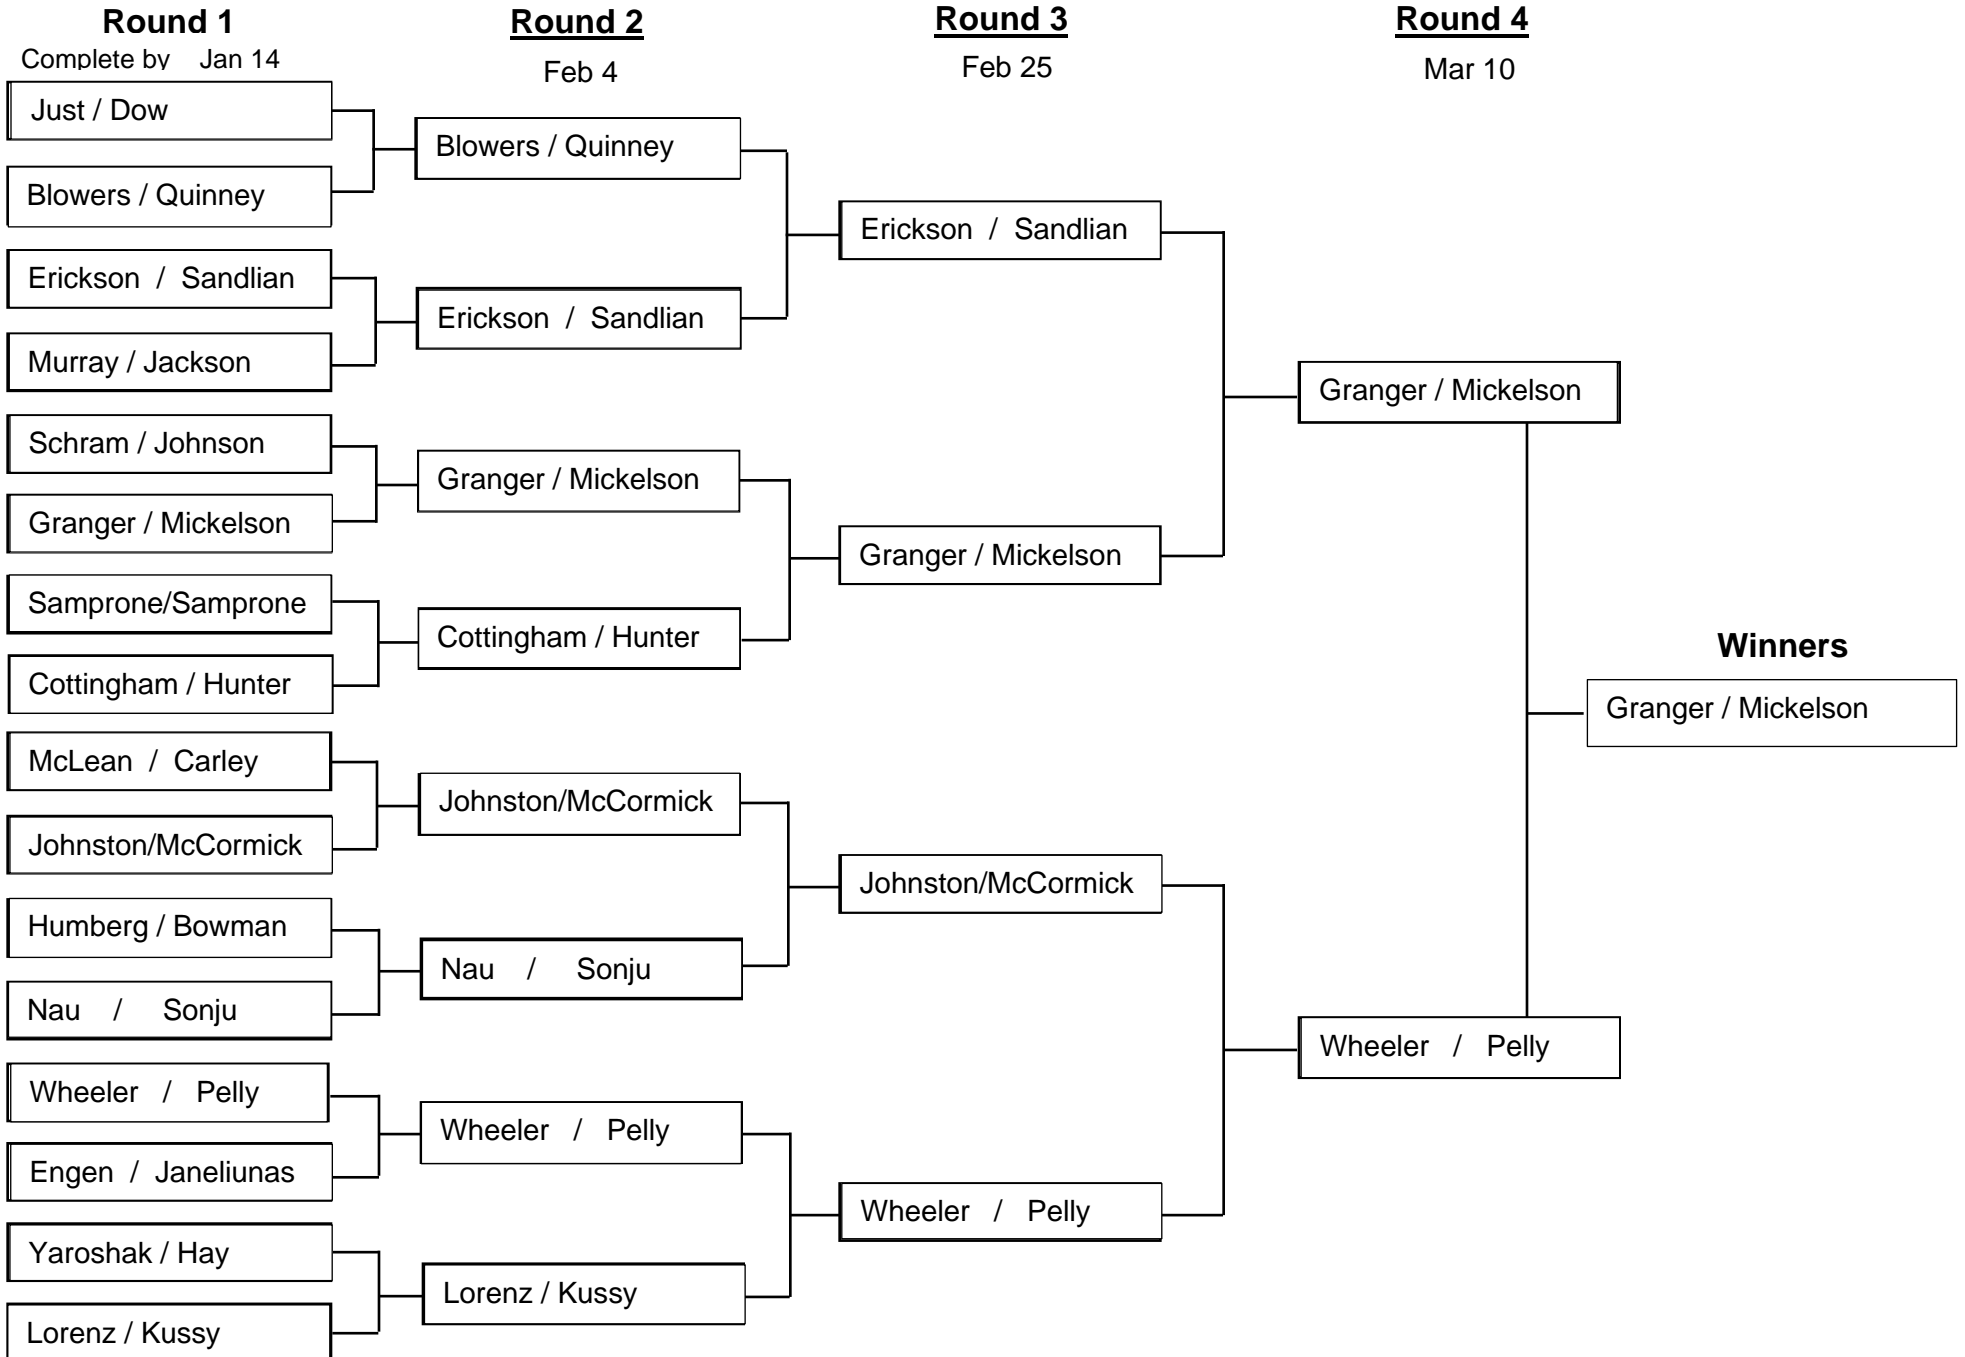 Round 1
Complete by Jan 14
Just / Dow
Blowers / Quinney
Erickson / Sandlian
Murray / Jackson
Schram / Johnson
Granger / Mickelson
Samprone/Samprone
Cottingham / Hunter
McLean / Carley
Johnston/McCormick
Humberg / Bowman
Nau / Sonju
Wheeler / Pelly
Engen / Janeliunas
Yaroshak / Hay
Lorenz / Kussy
Round 2
Feb 4
Blowers / Quinney
Erickson / Sandlian
Granger / Mickelson
Cottingham / Hunter
Johnston/McCormick
Nau / Sonju
Wheeler / Pelly
Lorenz / Kussy
Round 3
Feb 25
Erickson / Sandlian
Granger / Mickelson
Johnston/McCormick
Wheeler / Pelly
Round 4
Mar 10
Granger / Mickelson
Wheeler / Pelly
Winners
Granger / Mickelson